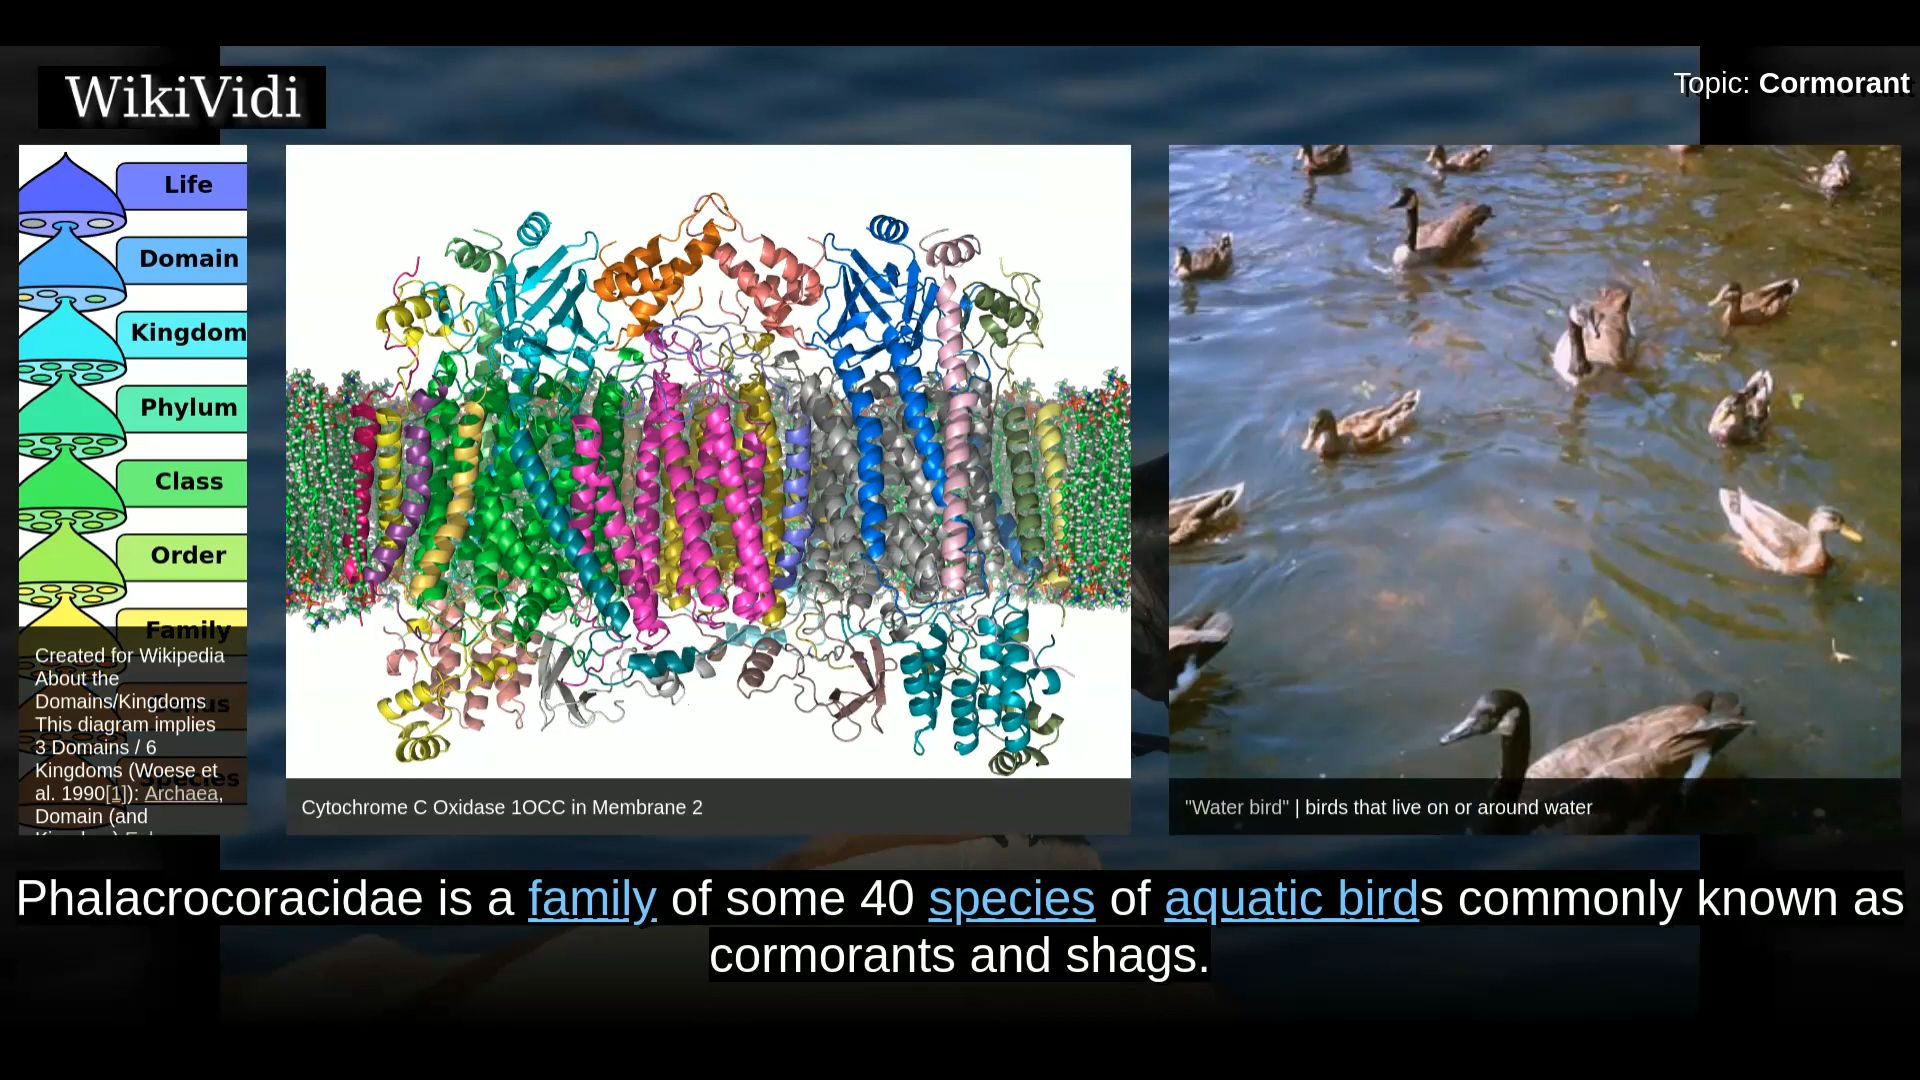 WikiVidi
Topic: Cormorant
Life
Domain
Kingdom
Phylum
Class
Order
Family
Species
Created for Wikipedia
About the
Domains/Kingdoms
This diagram implies
3 Domains / 6
Kingdoms (Woese et
al. 1990[1]): Archaea,
Domain (and
Cytochrome C Oxidase 1OCC in Membrane 2
"Water bird" | birds that live on or around water
Phalacrocoracidae is a family of some 40 species of aquatic birds commonly known as
cormorants and shags.